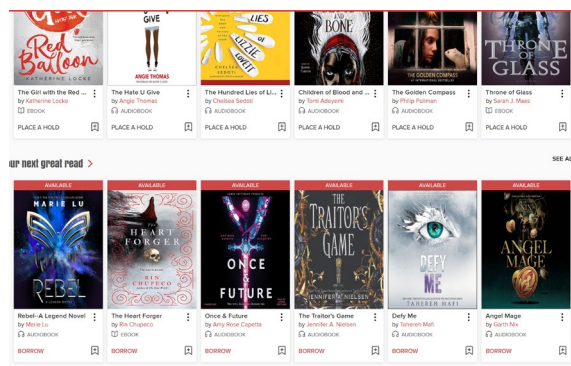 Red
Balloon
KATHERINE LOCKE
GIVE
ANGIE THOMAS
LIES
OF
LIZZIE
LOVETT
CHELSEA
SEDOTI
AND
BONE
THE GOLDEN COMPASS
THRONE
OF
GLASS
The Girl with the Red ...
The Hate U Give
The Hundred Lies of Li...
Children of Blood and ...
The Golden Compass
Throne of Glass
by Katherine Locke
by Angie Thomas
by Chelsea Sedoti
by Tomi Adeyemi
by Philip Pullman
by Sarah J. Maas
EBOOK
AUDIOBOOK
AUDIOBOOK
AUDIOBOOK
AUDIOBOOK
EBOOK
PLACE A HOLD
PLACE A HOLD
PLACE A HOLD
PLACE A HOLD
PLACE A HOLD
PLACE A HOLD
ur next great read >
SEE AL
AVAILABLE
AVAILABLE
AVAILABLE
AVAILABLE
AVAILABLE
AVAILABLE
MARIE LU
REBEL
THE
HEART
FORGER
RIN
CHUPECO
ONCE
&
FUTURE
THE
TRAITOR'S
GAME
JENNIFER A. NIELSEN
DEFY
ME
TAHEREH MAFI
ANGEL
MAGE
Rebel--A Legend Novel
The Heart Forger
Once & Future
The Traitor's Game
Defy Me
Angel Mage
by Marie Lu
by Rin Chupeco
by Amy Rose Capetta
by Jennifer A. Nielsen
by Tahereh Mafi
by Garth Nix
AUDIOBOOK
EBOOK
AUDIOBOOK
AUDIOBOOK
AUDIOBOOK
AUDIOBOOK
BORROW
BORROW
BORROW
BORROW
BORROW
BORROW